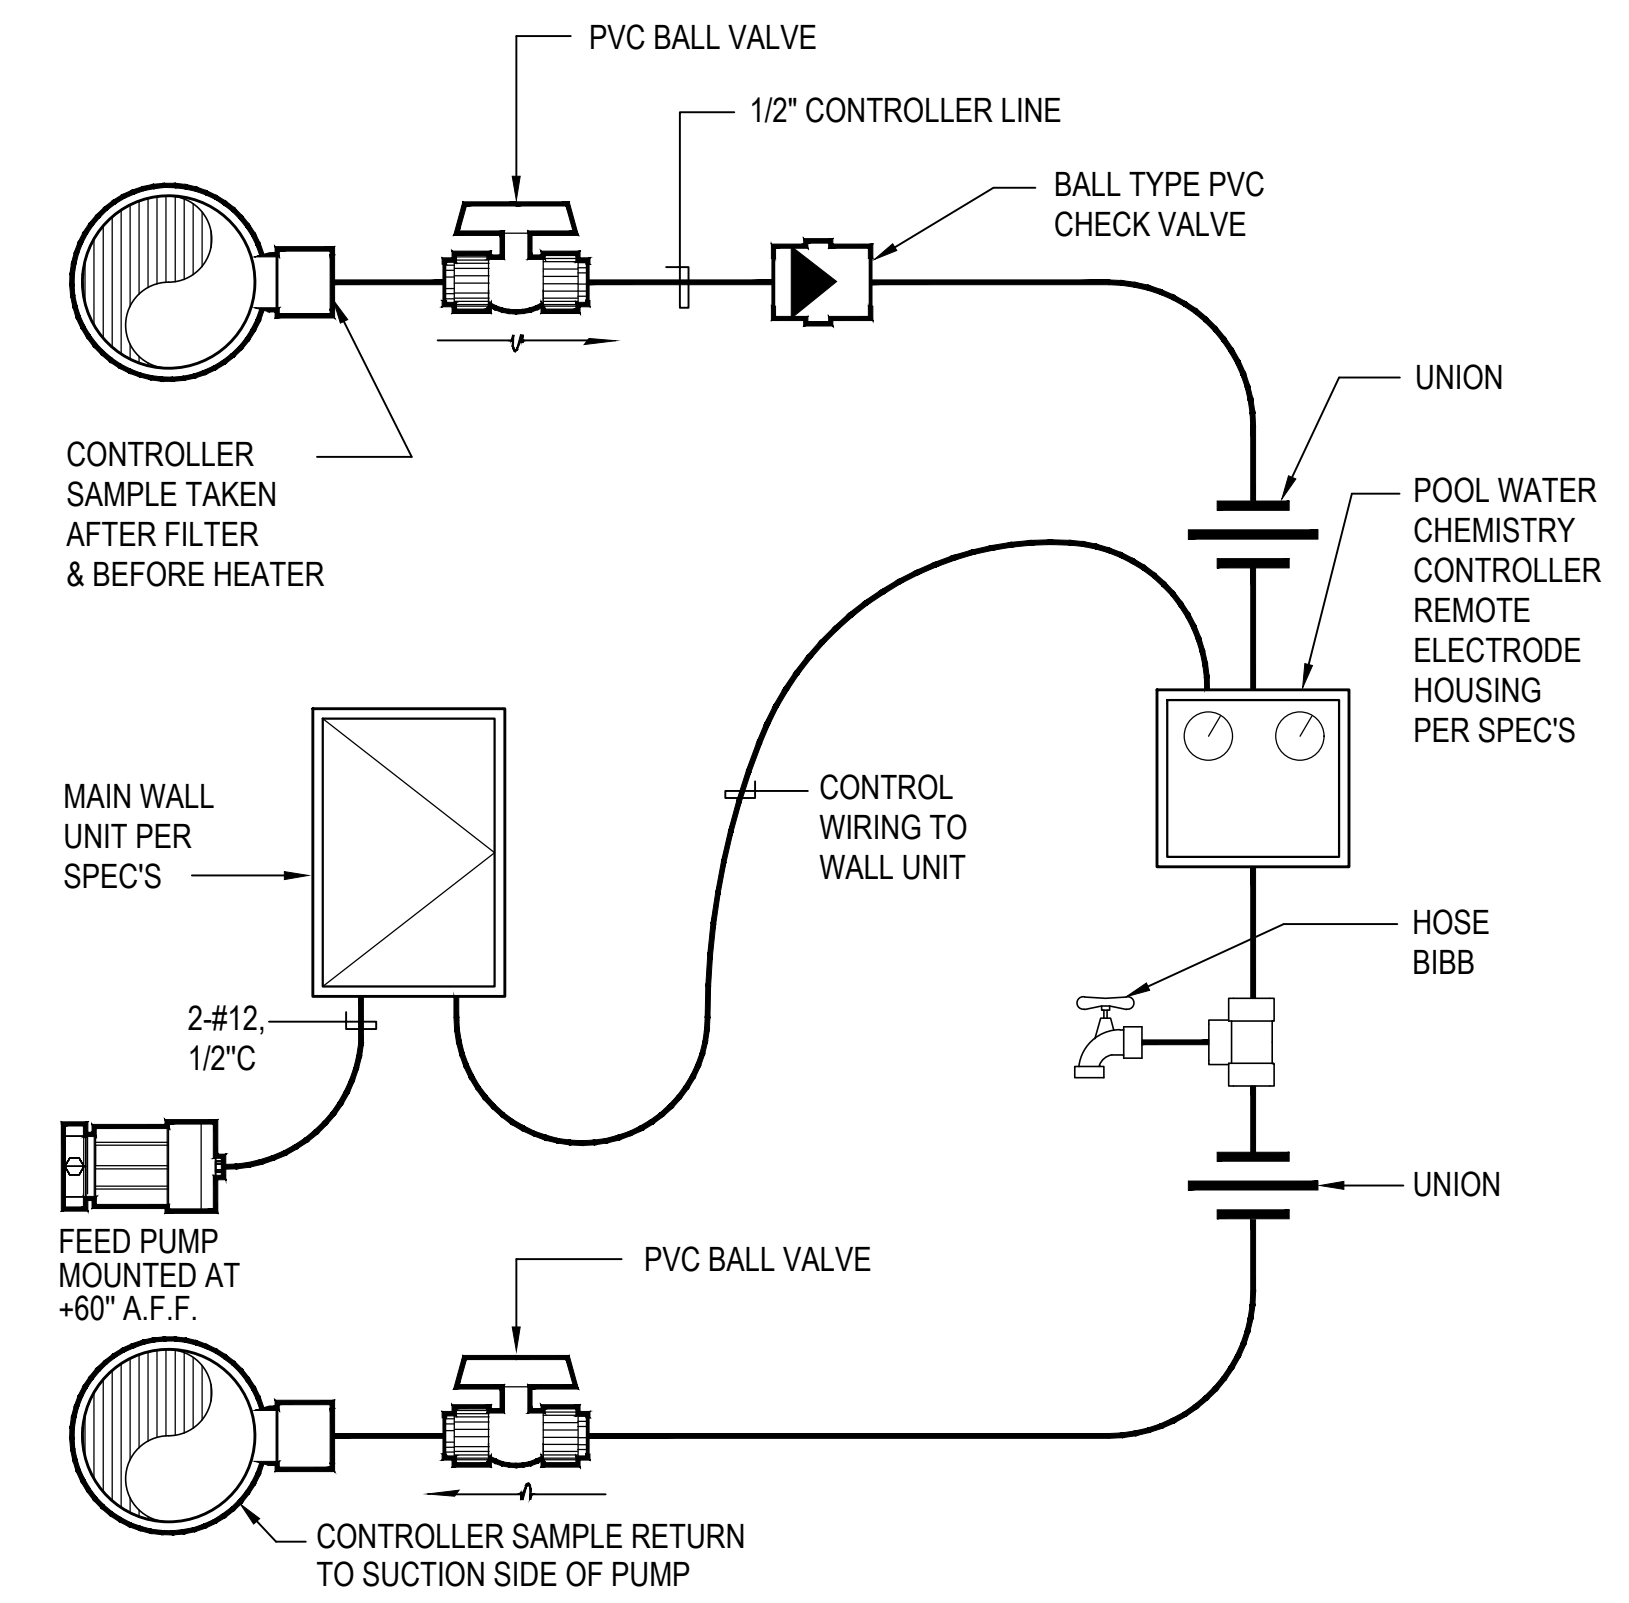 PVC BALL VALVE
1/2" CONTROLLER LINE
BALL TYPE PVC
CHECK VALVE
UNION
CONTROLLER
SAMPLE TAKEN
AFTER FILTER
& BEFORE HEATER
POOL WATER
CHEMISTRY
CONTROLLER
REMOTE
ELECTRODE
HOUSING
PER SPEC'S
MAIN WALL
UNIT PER
SPEC'S
CONTROL
WIRING TO
WALL UNIT
HOSE
BIBB
2-#12,
1/2"C
UNION
FEED PUMP
MOUNTED AT
+60" A.F.F.
PVC BALL VALVE
CONTROLLER SAMPLE RETURN
TO SUCTION SIDE OF PUMP